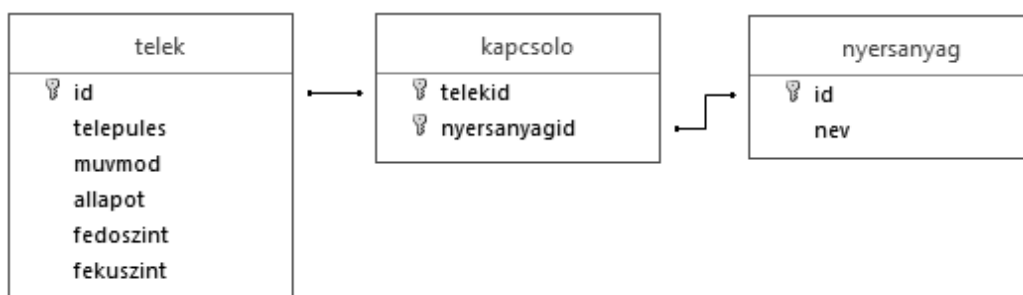 telek
id
telepules
muvmod
allapot
fedoszint
fekuszint
kapcsolo
telekid
nyersanyagid
nyersanyag
id
nev